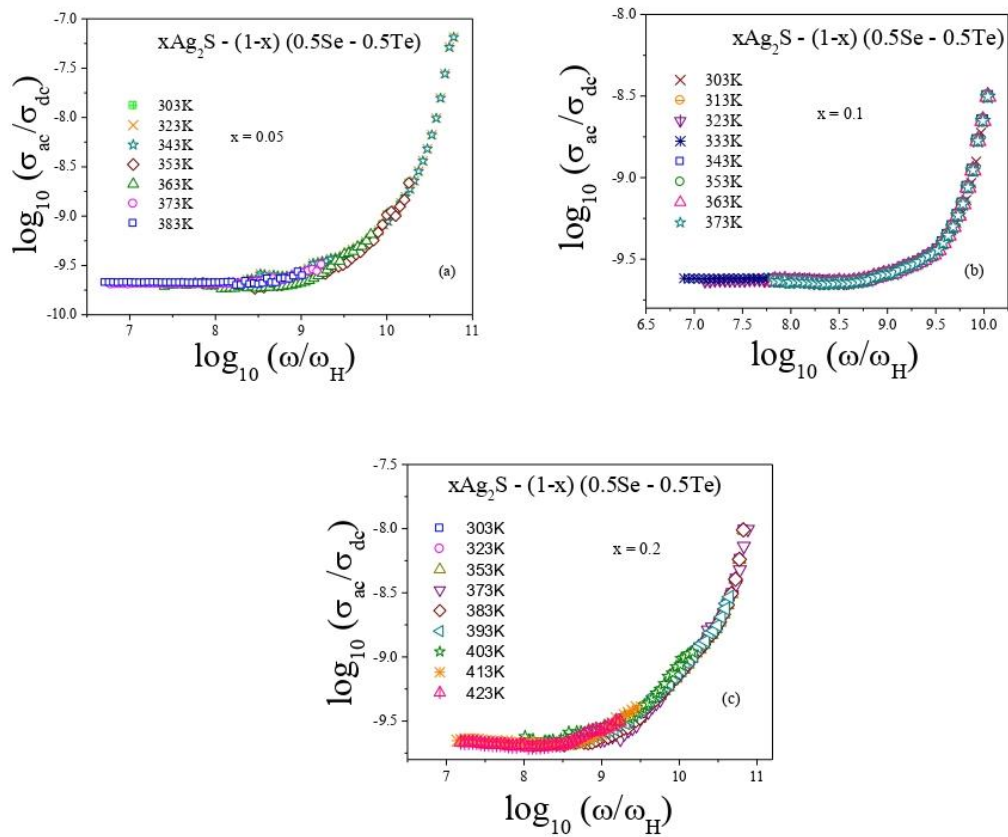 xAg₂S - (1-x) (0.5Se - 0.5Te)
303K
323K
343K
353K
363K
373K
383K
x = 0.05
(a)
-7.0
-7.5
-8.0
-8.5
-9.0
-9.5
-10.0
7 8 9 10 11
log₁₀ (σac/σdc)
log₁₀ (ω/ωH)
xAg₂S - (1-x) (0.5Se - 0.5Te)
303K
313K
323K
333K
343K
353K
363K
373K
x = 0.1
(b)
-8.0
-8.5
-9.0
-9.5
6.5 7.0 7.5 8.0 8.5 9.0 9.5 10.0
log₁₀ (σac/σdc)
log₁₀ (ω/ωH)
xAg₂S - (1-x) (0.5Se - 0.5Te)
303K
323K
353K
373K
383K
393K
403K
413K
423K
x = 0.2
(c)
-7.5
-8.0
-8.5
-9.0
-9.5
7 8 9 10 11
log₁₀ (σac/σdc)
log₁₀ (ω/ωH)